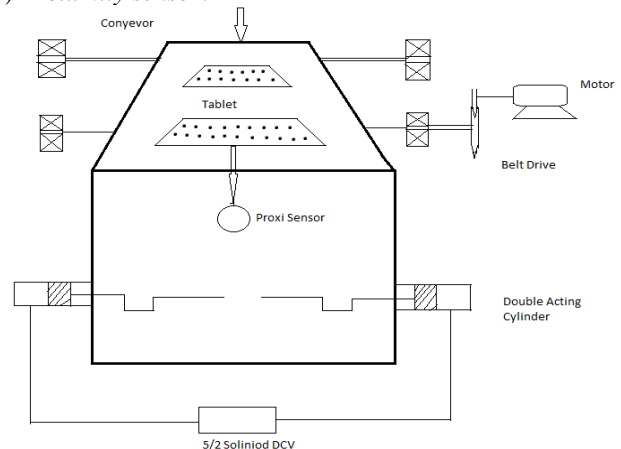 Conyevor
Motor
Tablet
Belt Drive
Proxi Sensor
Double Acting
Cylinder
5/2 Soliniod DCV